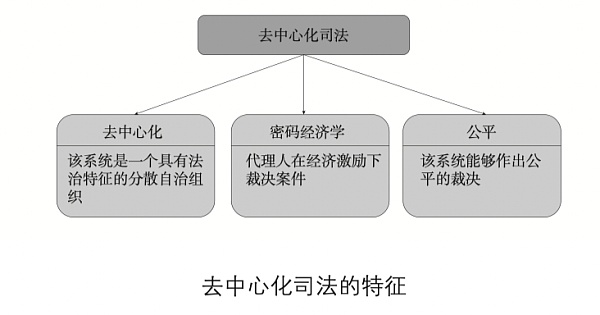 去中心化司法
去中心化
该系统是一个具有法
治特征的分散自治组
织
密码经济学
代理人在经济激励下
裁决案件
公平
该系统能够作出公
平的裁决
去中心化司法的特征